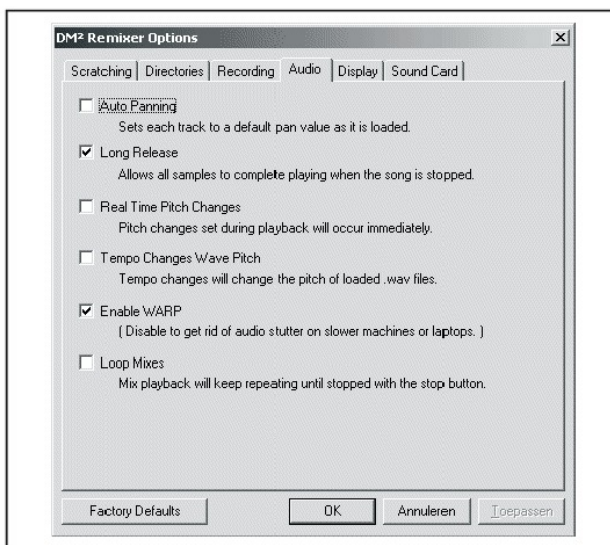 DM² Remixer Options
Scratching Directories Recording Audio Display Sound Card
Auto Panning
Sets each track to a default pan value as it is loaded.
Long Release
Allows all samples to complete playing when the song is stopped.
Real Time Pitch Changes
Pitch changes set during playback will occur immediately.
Tempo Changes Wave Pitch
Tempo changes will change the pitch of loaded .wav files.
Enable WARP
( Disable to get rid of audio stutter on slower machines or laptops. )
Loop Mixes
Mix playback will keep repeating until stopped with the stop button.
Factory Defaults OK Annuleren Toepassen